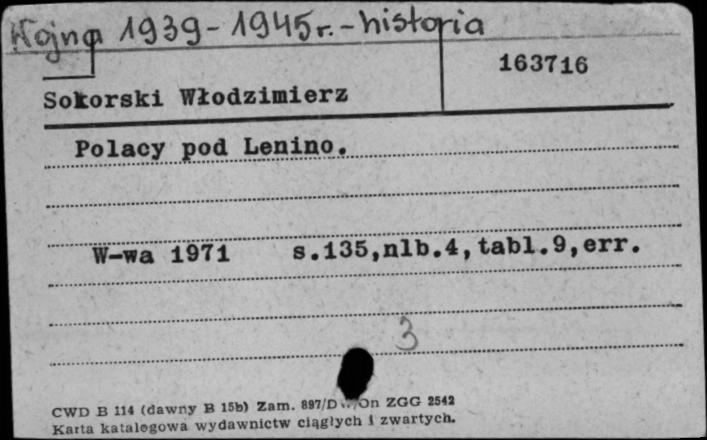 Wojna 1939-1945r.-historia
163716
Sokorski Włodzimierz
Polacy pod Lenino.
W-wa 1971 s.135,nlb.4,tabl.9,err.
3
CWD B 114 (dawny B 15b) Zam. 897/DW/On ZGG 2542
Karta katalogowa wydawnictw ciągłych i zwartych.